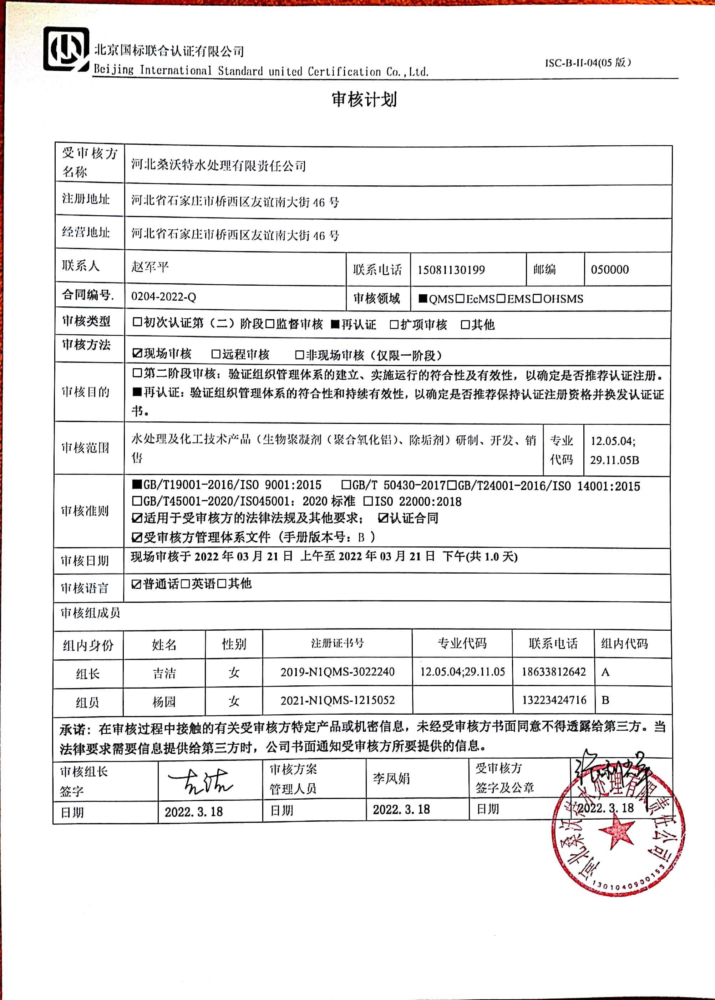 北京国标联合认证有限公司
Beijing International Standard united Certification Co.,Ltd.
ISC-B-II-04(05 版)
审核计划
受审核方名称 河北桑沃特水处理有限责任公司
注册地址 河北省石家庄市桥西区友谊南大街 46 号
经营地址 河北省石家庄市桥西区友谊南大街 46 号
联系人 赵军平 联系电话 15081130199 邮编 050000
合同编号. 0204-2022-Q 审核领域 ■QMS□EcMS□EMS□OHSMS
审核类型 □初次认证第（二）阶段□监督审核 ■再认证 □扩项审核 □其他
审核方法 ☑现场审核 □远程审核 □非现场审核（仅限一阶段）
审核目的 □第二阶段审核：验证组织管理体系的建立、实施运行的符合性及有效性，以确定是否推荐认证注册。
■再认证：验证组织管理体系的符合性和持续有效性，以确定是否推荐保持认证注册资格并换发认证证
书。
审核范围 水处理及化工技术产品（生物聚凝剂（聚合氧化铝）、除垢剂）研制、开发、销
售
专业代码 12.05.04;
29.11.05B
审核准则 ■GB/T19001-2016/ISO 9001:2015 □GB/T 50430-2017□GB/T24001-2016/ISO 14001:2015
□GB/T45001-2020/ISO45001：2020 标准 □ISO 22000:2018
☑适用于受审核方的法律法规及其他要求； ☑认证合同
☑受审核方管理体系文件（手册版本号：B ）
审核日期 现场审核于 2022 年 03 月 21 日 上午至 2022 年 03 月 21 日 下午(共 1.0 天)
审核语言 ☑普通话□英语□其他
审核组成员
组内身份 姓名 性别 注册证书号 专业代码 联系电话 组内代码
组长 吉洁 女 2019-N1QMS-3022240 12.05.04;29.11.05 18633812642 A
组员 杨园 女 2021-N1QMS-1215052 13223424716 B
承诺：在审核过程中接触的有关受审核方特定产品或机密信息，未经受审核方书面同意不得透露给第三方。当
法律要求需要信息提供给第三方时，公司书面通知受审核方所要提供的信息。
审核组长签字 吉洁 审核方案管理人员 李凤娟 受审核方签字及公章
日期 2022.3.18 日期 2022.3.18 日期 2022.3.18
河北桑沃特水处理有限责任公司
1301040900153